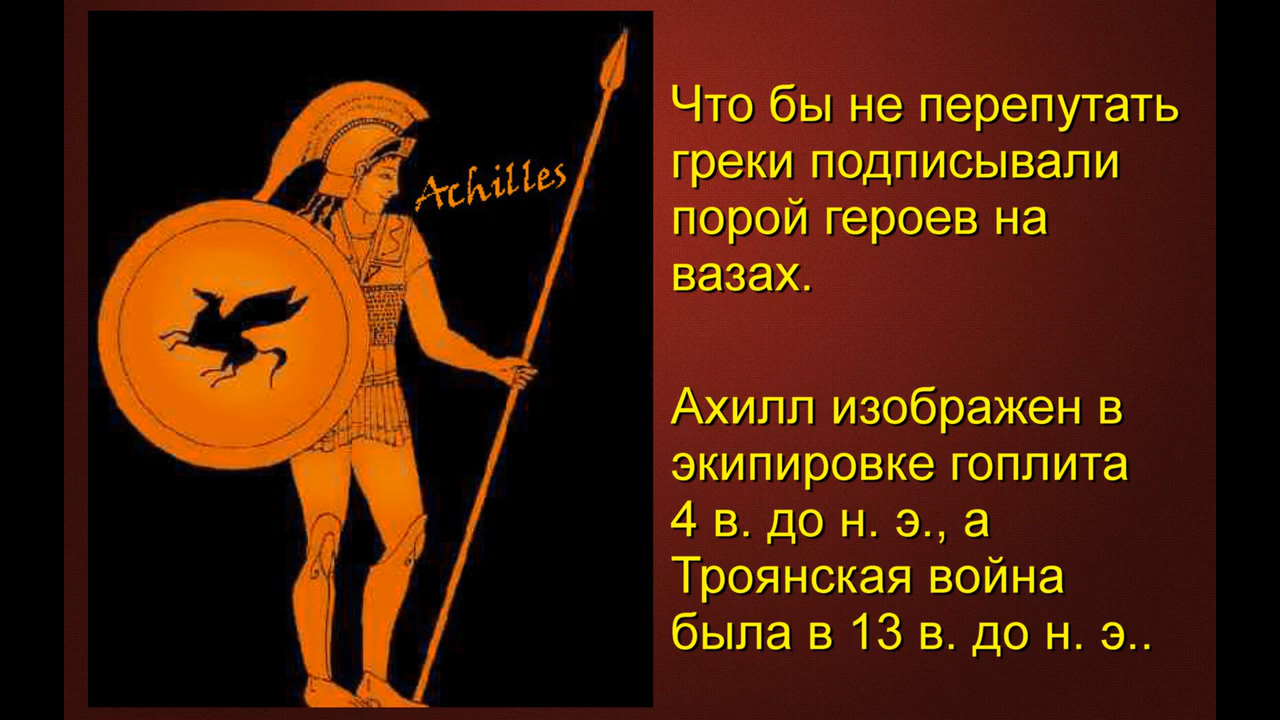 Achilles
Что бы не перепутать
греки подписывали
порой героев на
вазах.
Ахилл изображен в
экипировке гоплита
4 в. до н. э., а
Троянская война
была в 13 в. до н. э..